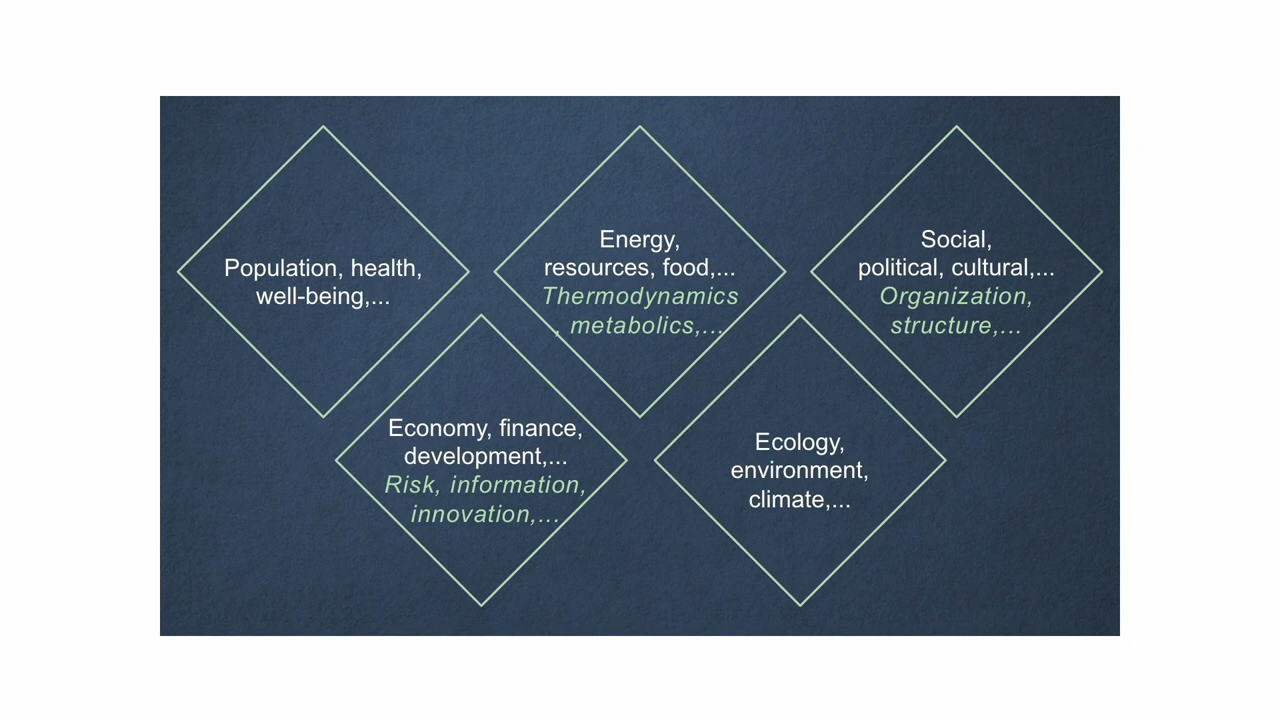 Population, health,
well-being,...
Energy,
resources, food,...
Thermodynamics
, metabolics,...
Social,
political, cultural,...
Organization,
structure,...
Economy, finance,
development,...
Risk, information,
innovation,...
Ecology,
environment,
climate,...